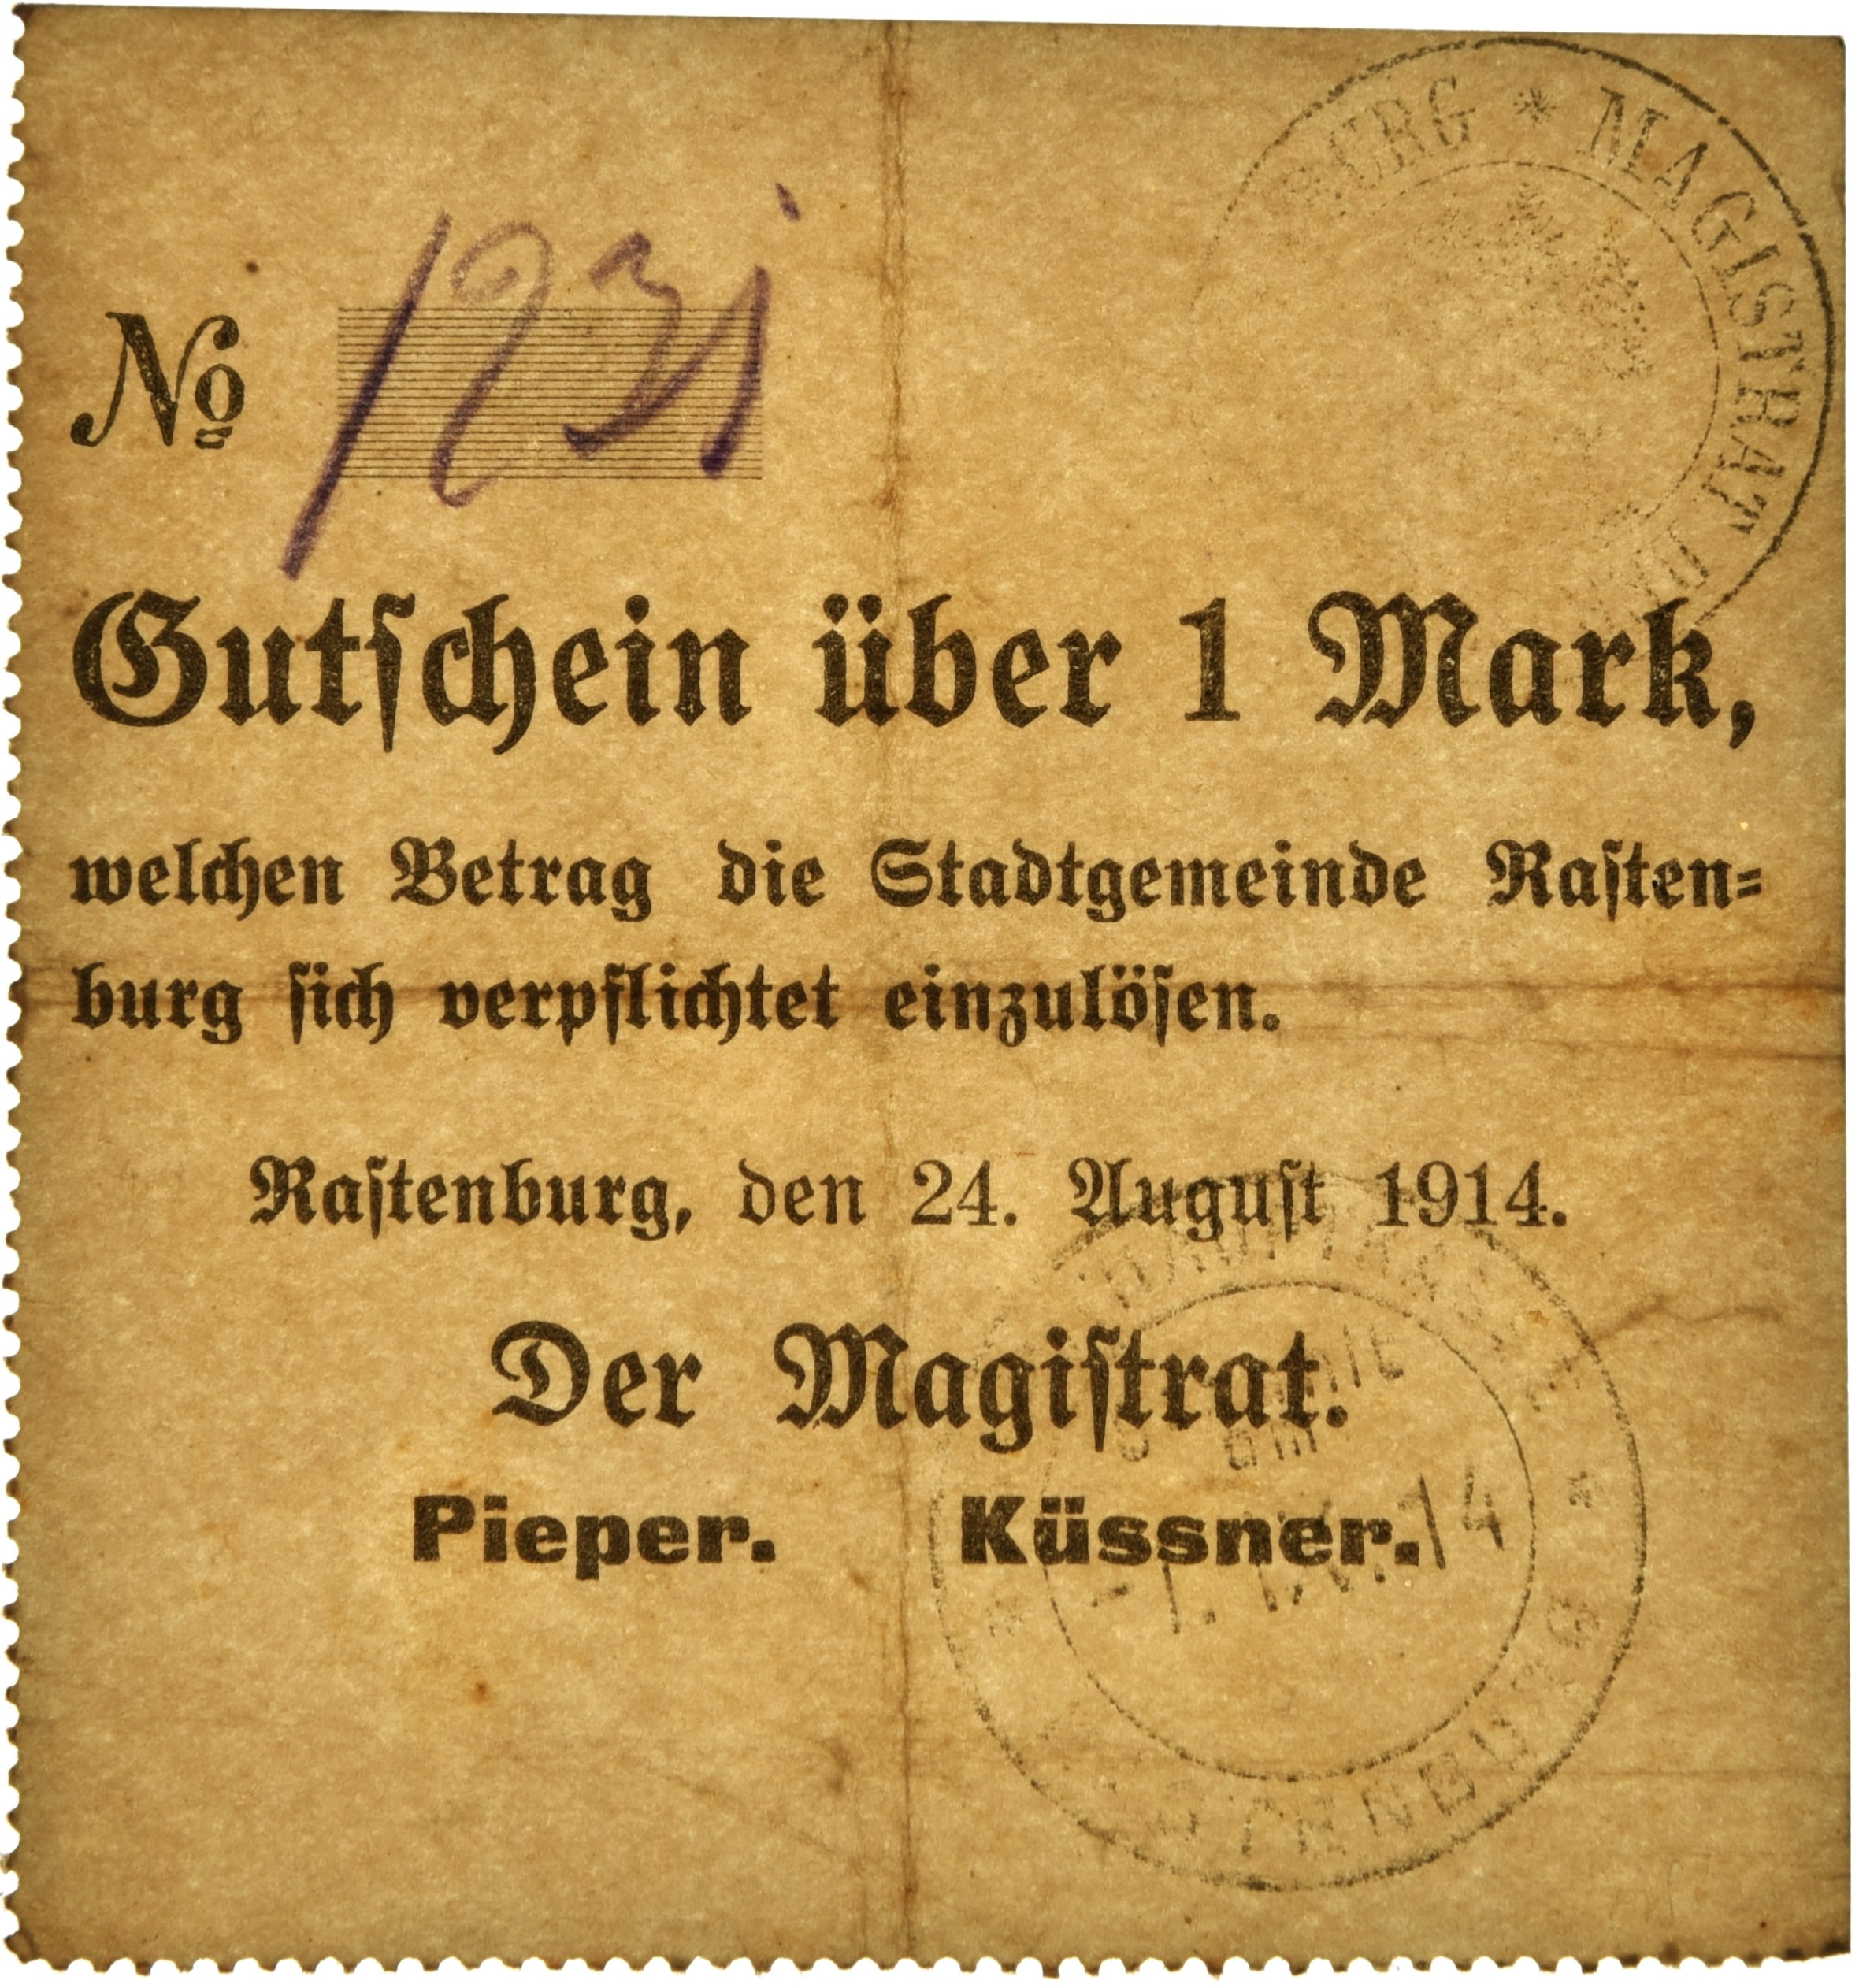 BURG * MAGISTRAT
No 1231
Gutſchein über 1 Mark,
welchen Betrag die Stadtgemeinde Raſten=
burg ſich verpflichtet einzulöſen.
Raſtenburg, den 24. Auguſt 1914.
Der Magiſtrat.
Pieper. Küssner.